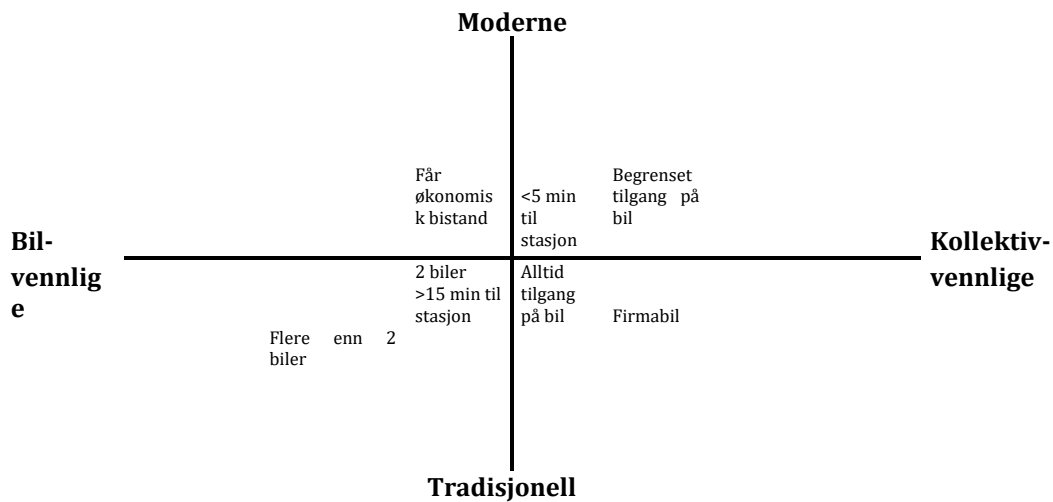 Moderne
Får
økonomis
k bistand
<5 min
til
stasjon
Begrenset
tilgang på
bil
Bil-
vennlig
e
Kollektiv-
vennlige
2 biler
>15 min til
stasjon
Alltid
tilgang
på bil
Firmabil
Flere enn 2
biler
Tradisjonell